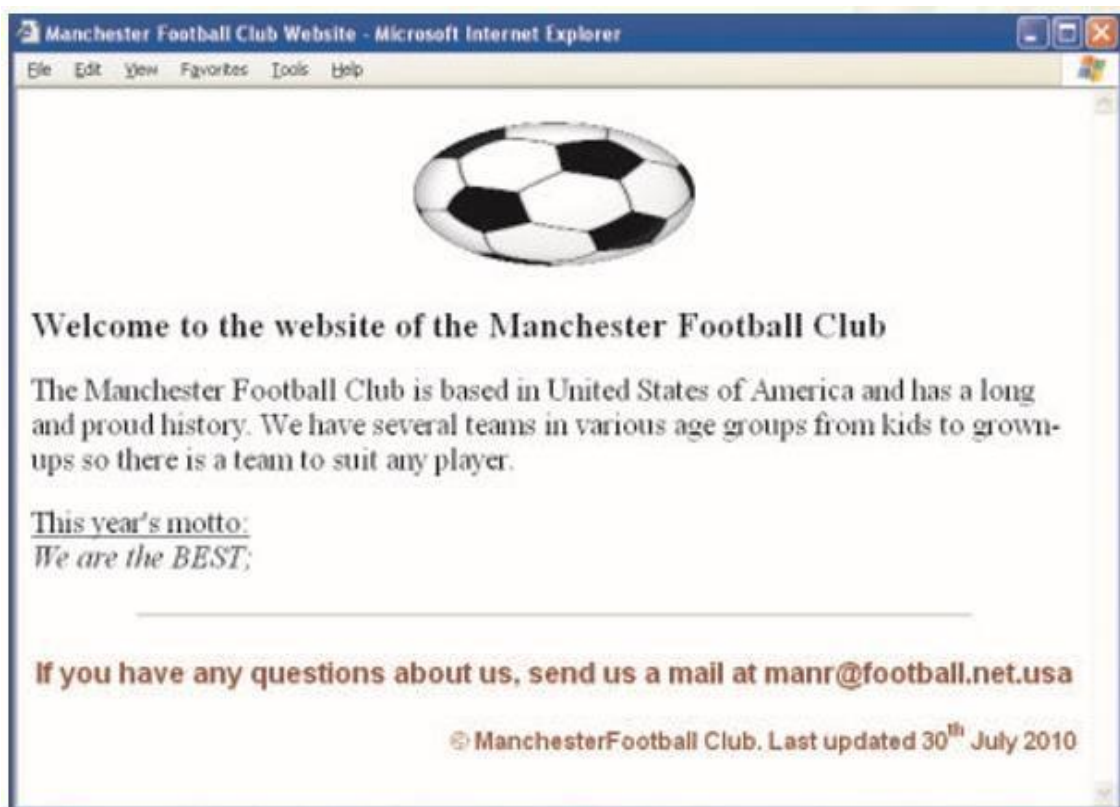 Manchester Football Club Website - Microsoft Internet Explorer
File Edit View Favorites Tools Help
Welcome to the website of the Manchester Football Club
The Manchester Football Club is based in United States of America and has a long
and proud history. We have several teams in various age groups from kids to grown-
ups so there is a team to suit any player.
This year's motto:
We are the BEST;
If you have any questions about us, send us a mail at manr@football.net.usa
© ManchesterFootball Club. Last updated 30th July 2010